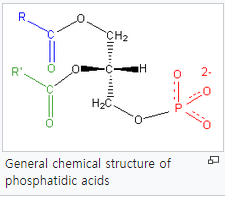 R
O
CH₂
C
O
R'
O
H
O
2-
C
O
H₂C
P
O
O
O
General chemical structure of
phosphatidic acids